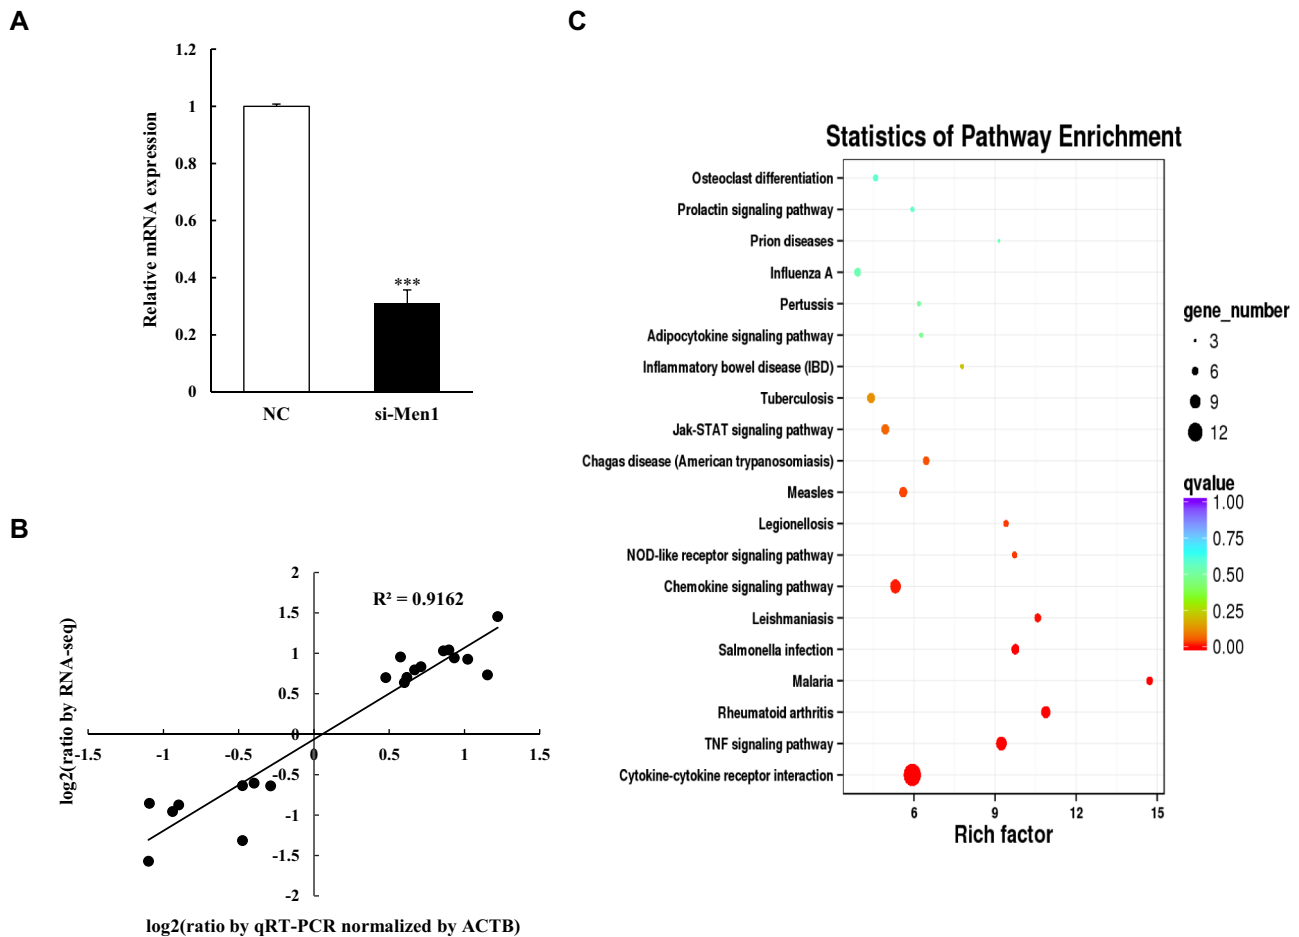 A
1.2
1
0.8
0.6
0.4
0.2
0
Relative mRNA expression
***
NC
si-Men1
B
R² = 0.9162
2
1.5
1
0.5
0
-0.5
-1
-1.5
-2
-1.5
-1
-0.5
0
0.5
1
1.5
log2(ratio by RNA-seq)
log2(ratio by qRT-PCR normalized by ACTB)
C
Statistics of Pathway Enrichment
Osteoclast differentiation
Prolactin signaling pathway
Prion diseases
Influenza A
Pertussis
Adipocytokine signaling pathway
Inflammatory bowel disease (IBD)
Tuberculosis
Jak-STAT signaling pathway
Chagas disease (American trypanosomiasis)
Measles
Legionellosis
NOD-like receptor signaling pathway
Chemokine signaling pathway
Leishmaniasis
Salmonella infection
Malaria
Rheumatoid arthritis
TNF signaling pathway
Cytokine-cytokine receptor interaction
6
9
12
15
Rich factor
gene_number
3
6
9
12
qvalue
1.00
0.75
0.50
0.25
0.00